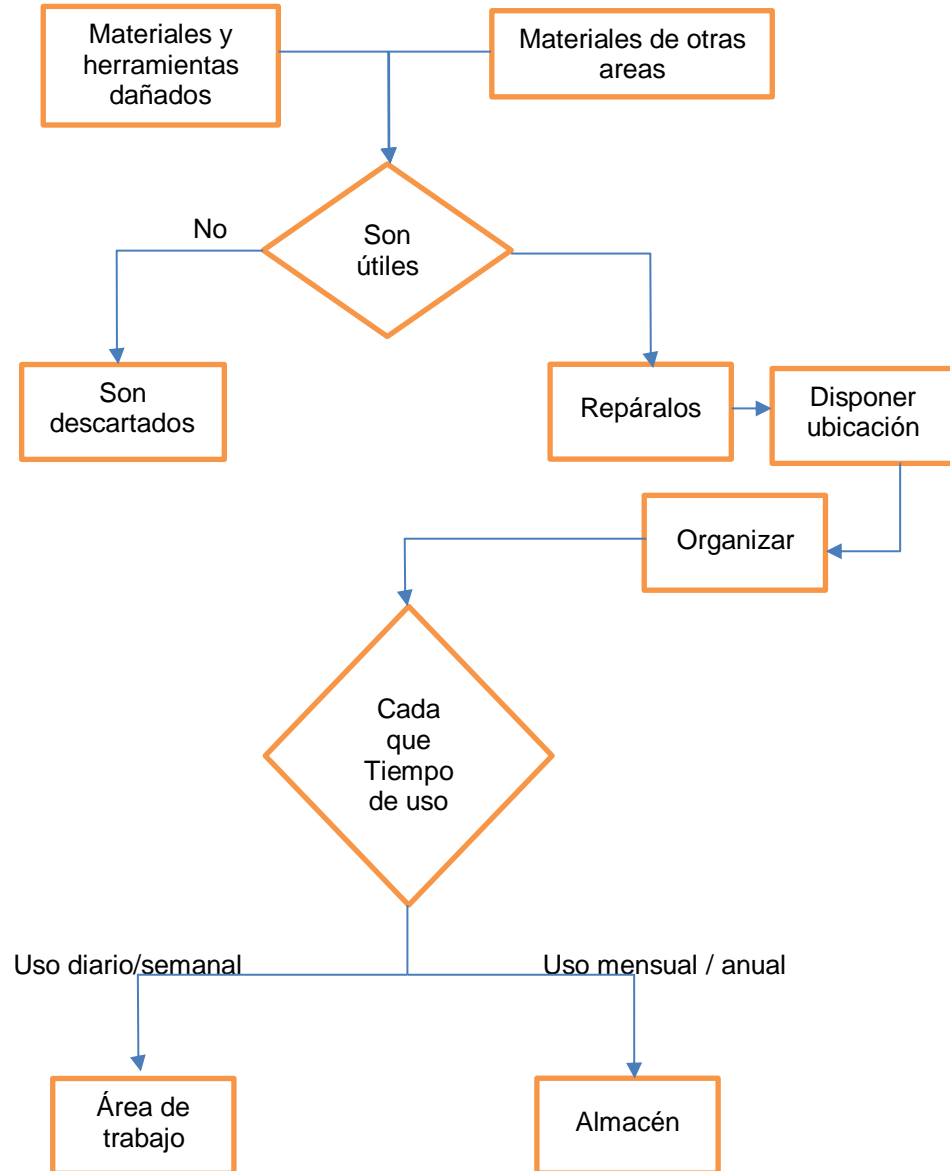 Materiales y
herramientas
dañados
Materiales de otras
areas
No
Son
útiles
Son
descartados
Repáralos
Disponer
ubicación
Organizar
Cada
que
Tiempo
de uso
Uso diario/semanal
Uso mensual / anual
Área de
trabajo
Almacén